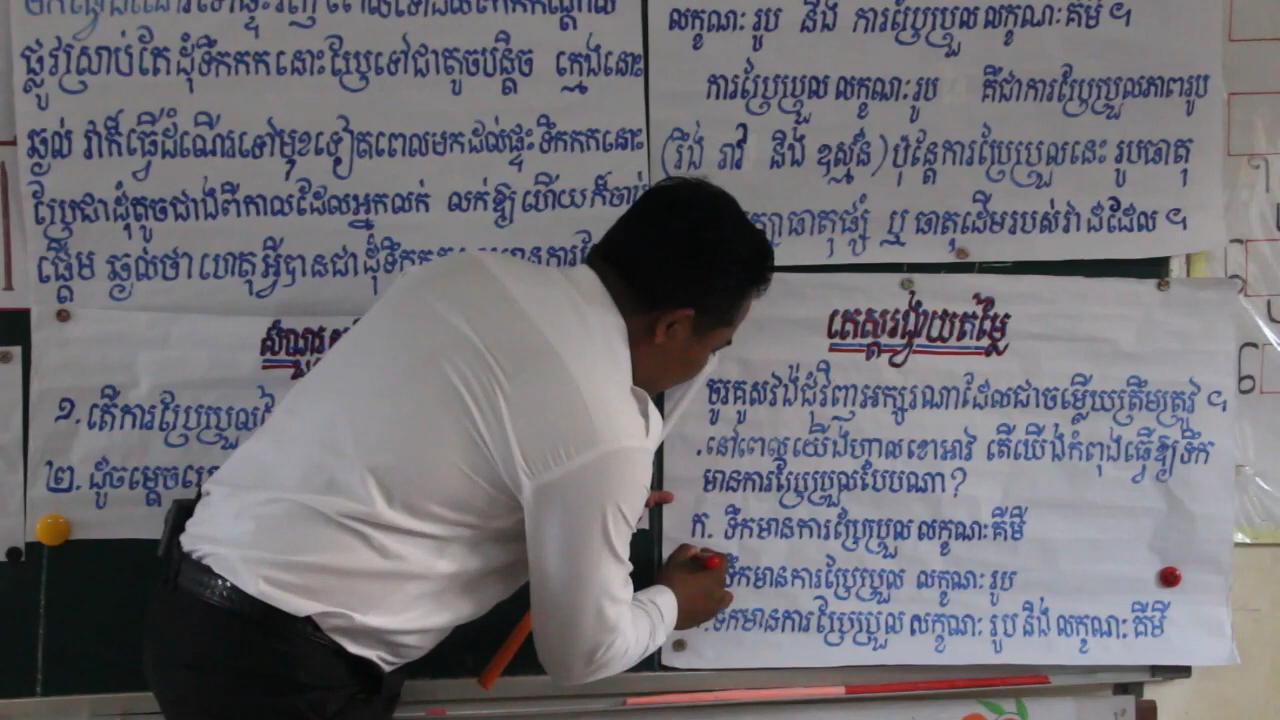 ផ្លូវស្រាប់តែដុំទឹកកកនោះប្រែទៅជាតូចបន្តិច ក្មេងនោះ
ឆ្ងល់ វាក៏ធ្វើដំណើរទៅមុខទៀតពេលមកដល់ផ្ទះទឹកកកនោះ
ប្រែជាដុំតូចជាងពីកាលដែលអ្នកលក់ លក់ឱ្យហើយក៏ចាប់
ផ្តើម ឆ្ងល់ថា ហេតុអ្វីបានជាដុំទឹកកក
លក្ខណៈ រូប និង ការប្រែប្រួល លក្ខណៈគីមី ។
ការប្រែប្រួល លក្ខណៈរូប គឺជាការប្រែប្រួលភាពរូប
(រឹង រាវ និង ឧស្ម័ន) ប៉ុន្តែការប្រែប្រួលនេះ រូបធាតុ
ធាតុផ្សំ ឬ ធាតុដើមរបស់វាដដែល ។
សំណួរ
១. តើការប្រែប្រួល
២. ដូចម្តេច
តេស្តរង្វាយតម្លៃ
ចូរគូសវង់ជុំវិញអក្សរណាដែលជាចម្លើយត្រឹមត្រូវ ។
.នៅពេលយើងហាលខោអាវ តើយើងកំពុងធ្វើឱ្យទឹក
មានការប្រែប្រួលបែបណា?
ក. ទឹកមានការប្រែប្រួល លក្ខណៈគីមី
ទឹកមានការប្រែប្រួល លក្ខណៈ រូប
.ទឹកមានការប្រែប្រួល លក្ខណៈ រូប និង លក្ខណៈ គីមី
6